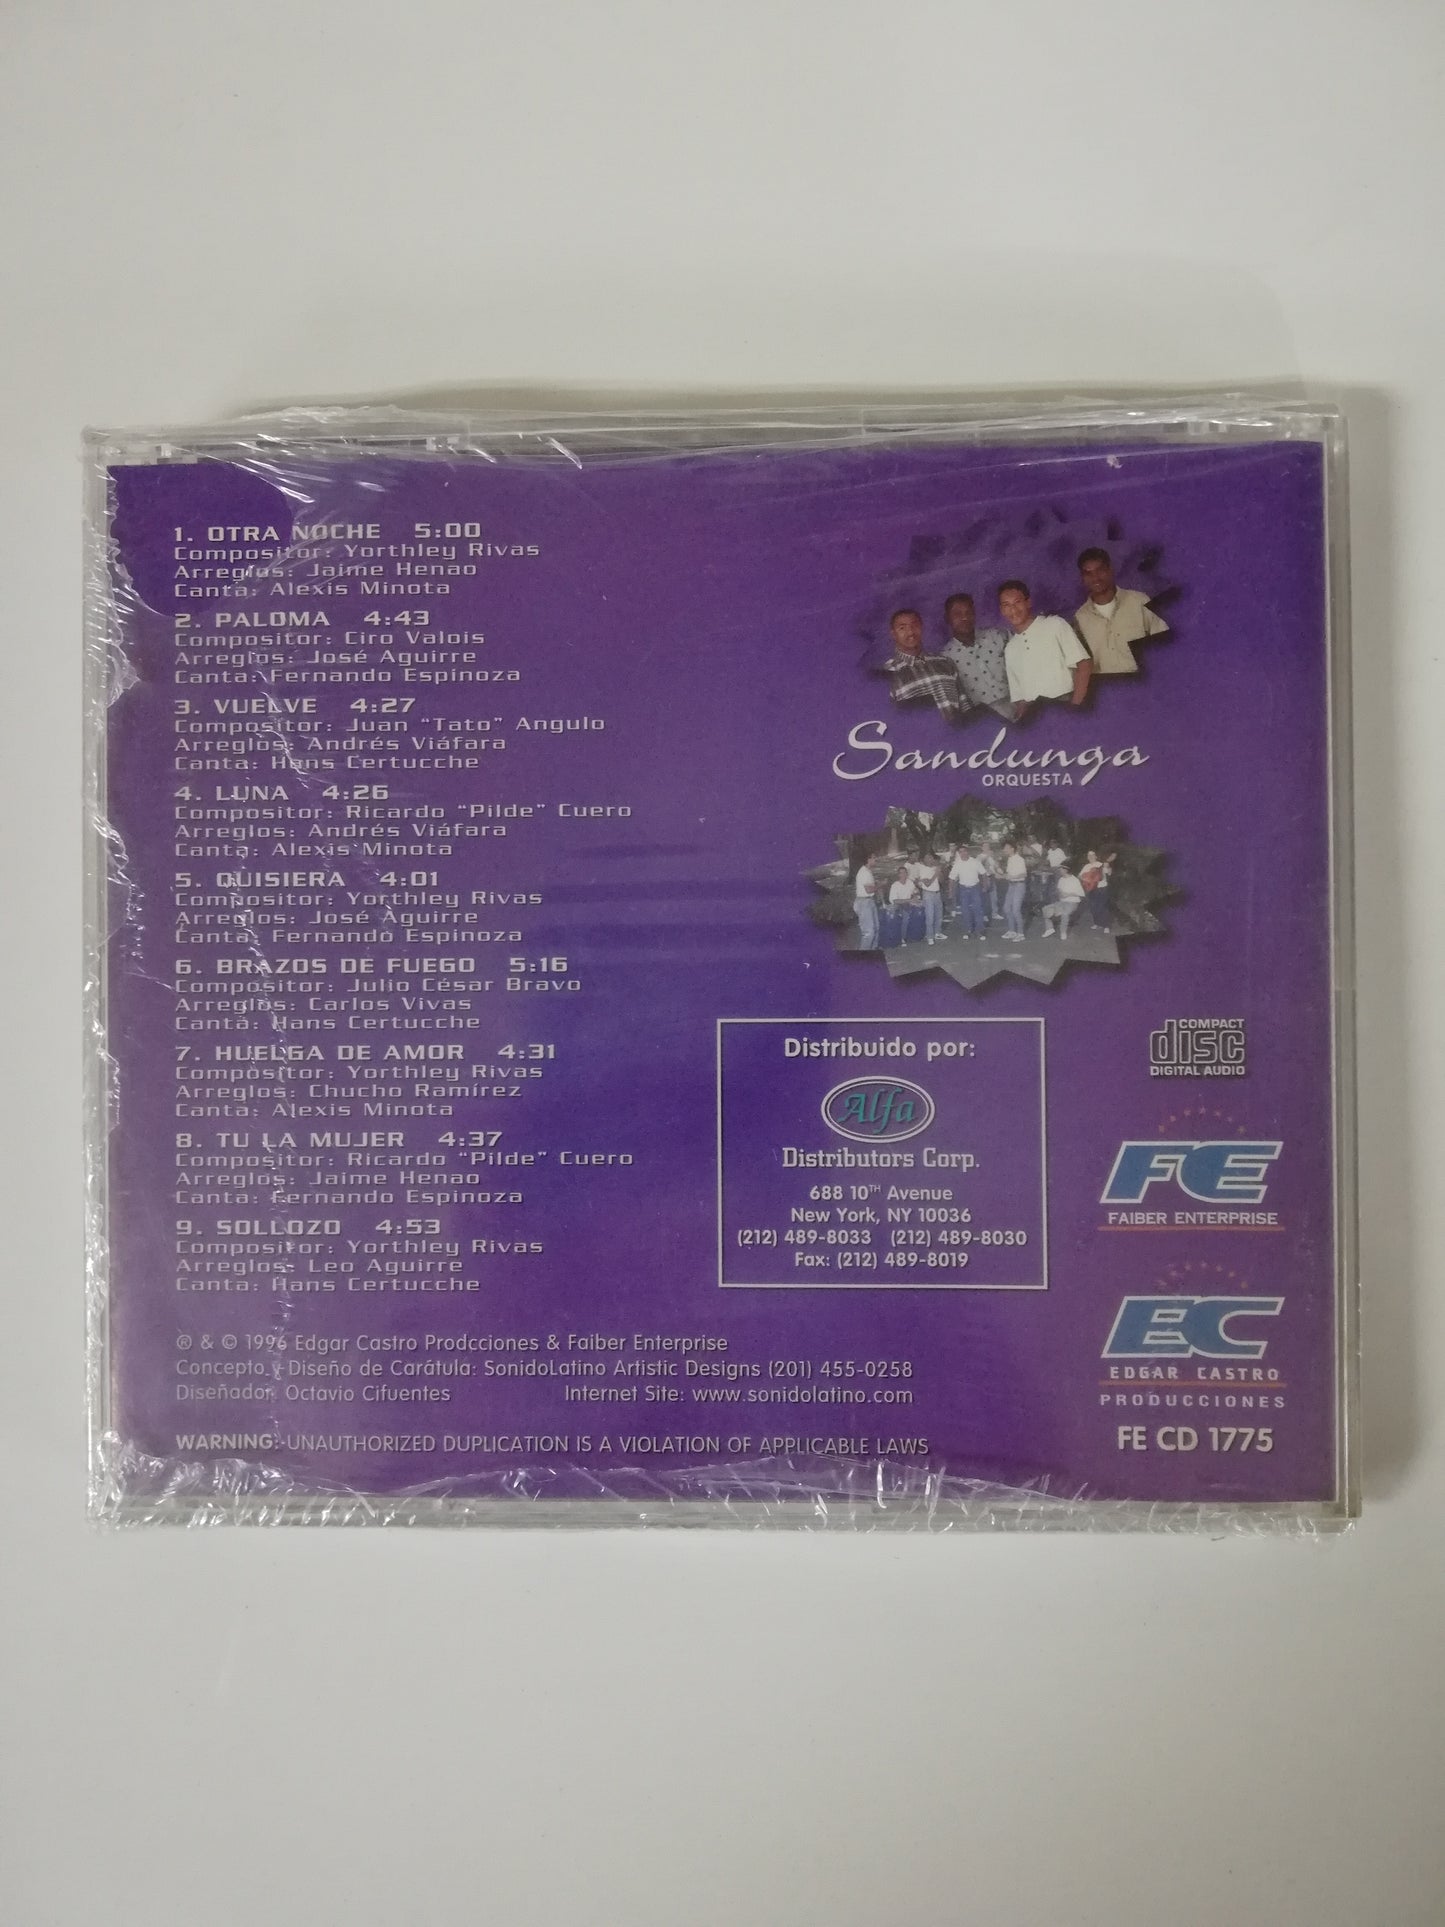 1. OTRA NOCHE 5:00
Compositor: Yorthley Rivas
Arreglos: Jaime Henao
Canta: Alexis Minota
2. PALOMA 4:43
Compositor: Ciro Valois
Arreglos: José Aguirre
Canta: Fernando Espinoza
3. VUELVE 4:27
Compositor: Juan "Tato" Angulo
Arreglos: Andrés Viáfara
Canta: Hans Certucche
4. LUNA 4:26
Compositor: Ricardo "Pilde" Cuero
Arreglos: Andrés Viáfara
Canta: Alexis Minota
5. QUISIERA 4:01
Compositor: Yorthley Rivas
Arreglos: José Aguirre
Canta: Fernando Espinoza
6. BRAZOS DE FUEGO 5:16
Compositor: Julio César Bravo
Arreglos: Carlos Vivas
Canta: Hans Certucche
7. HUELGA DE AMOR 4:31
Compositor: Yorthley Rivas
Arreglos: Chucho Ramírez
Canta: Alexis Minota
8. TU LA MUJER 4:37
Compositor: Ricardo "Pilde" Cuero
Arreglos: Jaime Henao
Canta: Fernando Espinoza
9. SOLLOZO 4:53
Compositor: Yorthley Rivas
Arreglos: Leo Aguirre
Canta: Hans Certucche
® & © 1996 Edgar Castro Prodcciones & Faiber Enterprise
Concepto y Diseño de Carátula: SonidoLatino Artistic Designs (201) 455-0258
Diseñador: Octavio Cifuentes Internet Site: www.sonidolatino.com
WARNING: UNAUTHORIZED DUPLICATION IS A VIOLATION OF APPLICABLE LAWS
Sandunga
ORQUESTA
Distribuido por:
Alfa
Distributors Corp.
688 10TH Avenue
New York, NY 10036
(212) 489-8033 (212) 489-8030
Fax: (212) 489-8019
COMPACT
disc
DIGITAL AUDIO
FE
FAIBER ENTERPRISE
EC
EDGAR CASTRO
PRODUCCIONES
FE CD 1775